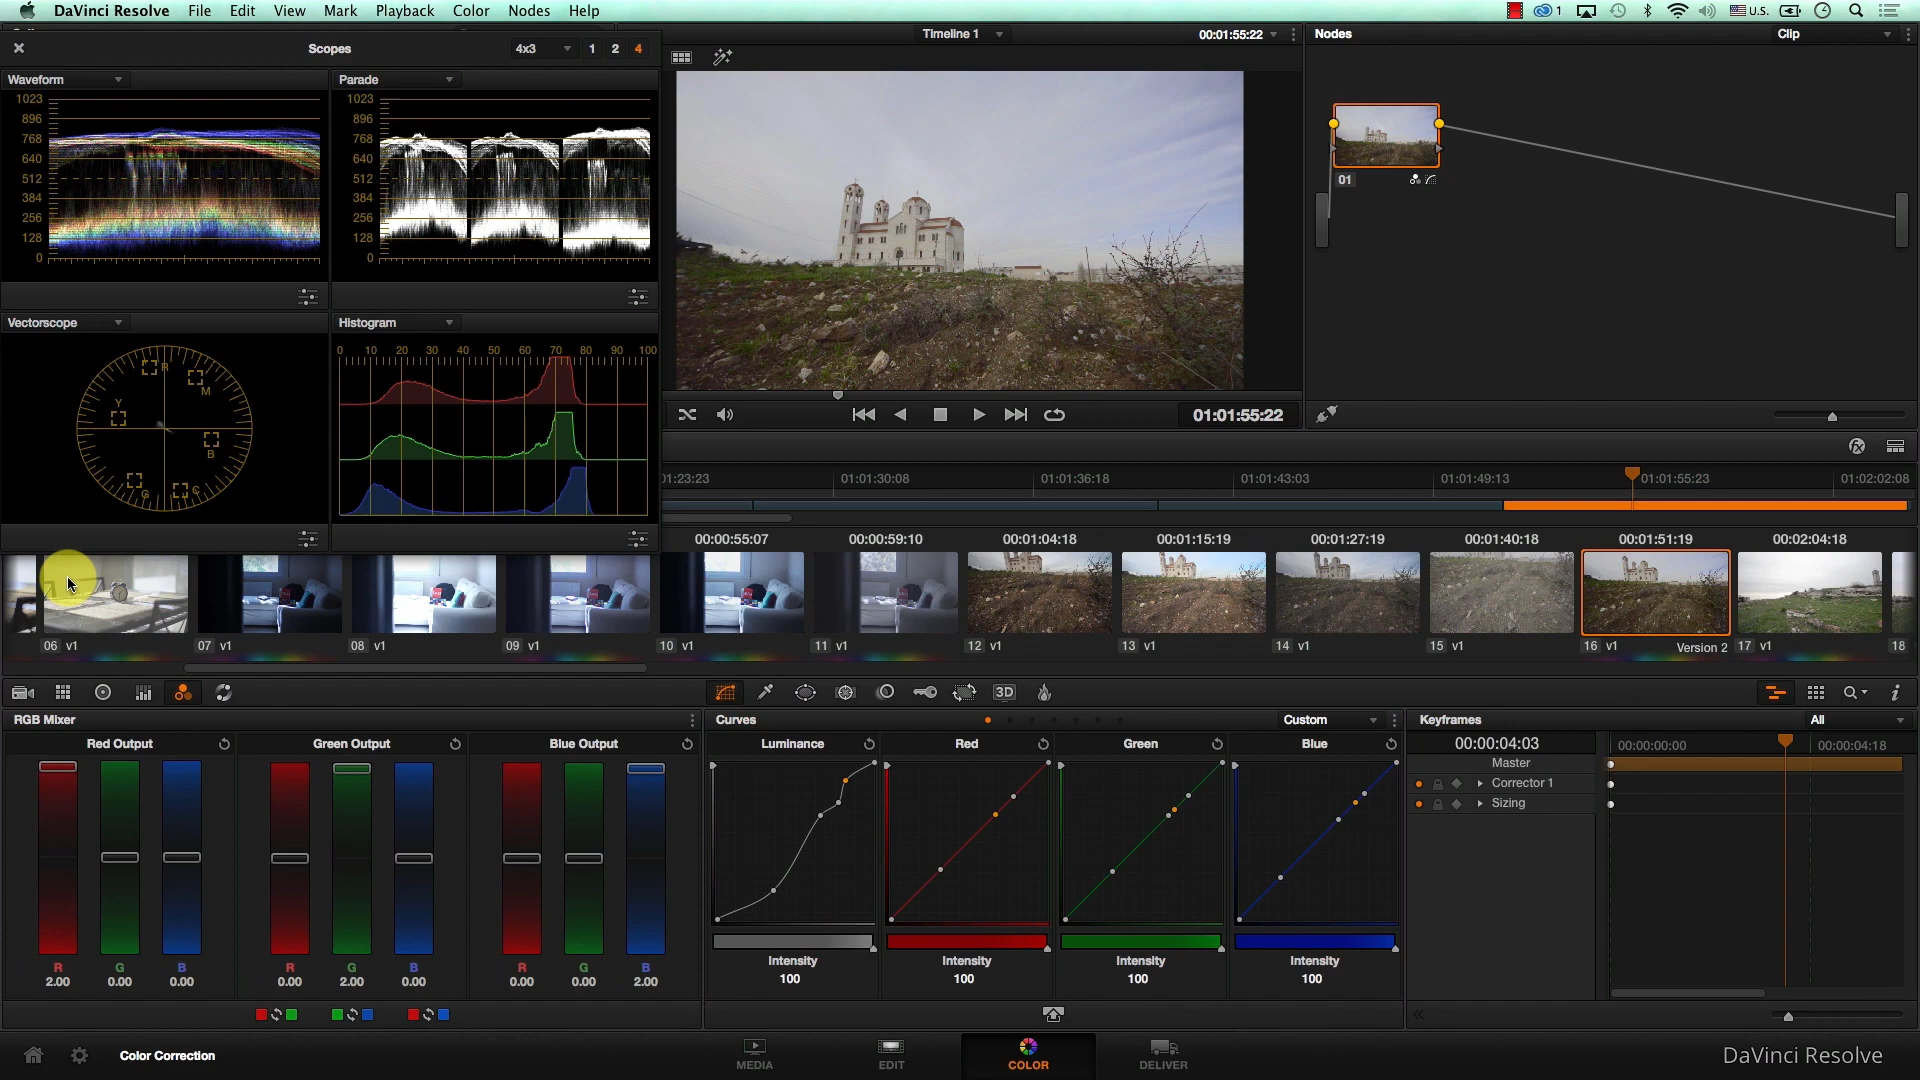 DaVinci Resolve File Edit View Mark Playback Color Nodes Help 1 U.S.
Scopes 4x3 1 2 4
Timeline 1 00:01:55:22
Nodes Clip
Waveform
1023
896
768
640
512
384
256
128
0
Parade
1023
896
768
640
512
384
256
128
0
01
Vectorscope
R
M
Y
B
G
C
Histogram
0 10 20 30 40 50 60 70 80 90 100
01:01:55:22
01:01:30:08 01:01:36:18 01:01:43:03 01:01:49:13 01:01:55:23 01:02:02:08
00:00:55:07 00:00:59:10 00:01:04:18 00:01:15:19 00:01:27:19 00:01:40:18 00:01:51:19 00:02:04:18
06 v1 07 v1 08 v1 09 v1 10 v1 11 v1 12 v1 13 v1 14 v1 15 v1 16 v1 Version 2 17 v1 18
3D
RGB Mixer
Red Output Green Output Blue Output
R G B R G B R G B
2.00 0.00 0.00 0.00 2.00 0.00 0.00 0.00 2.00
Curves Custom
Luminance Red Green Blue
Intensity Intensity Intensity Intensity
100 100 100 100
Keyframes All
00:00:04:03 00:00:00:00 00:00:04:18
Master
Corrector 1
Sizing
Color Correction
MEDIA EDIT COLOR DELIVER
DaVinci Resolve